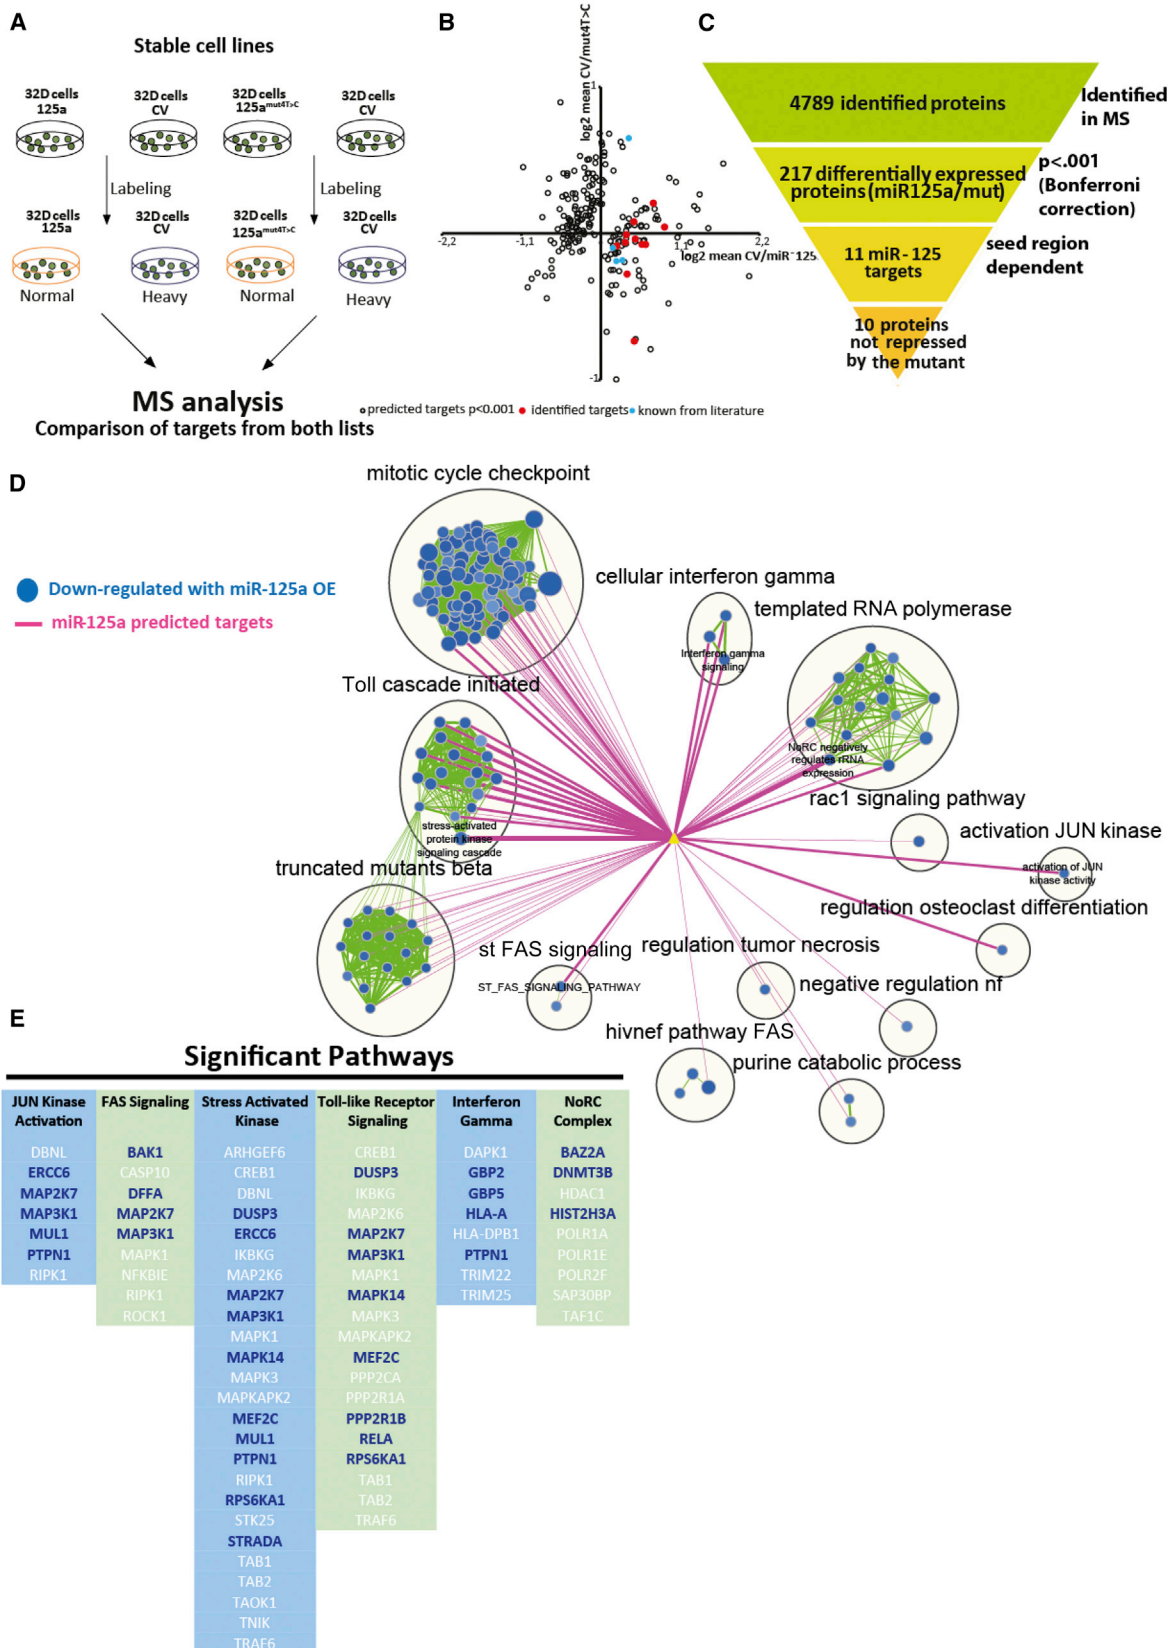 A
Stable cell lines
32D cells
125a
32D cells
CV
32D cells
125amut4T>C
32D cells
CV
Labeling
Labeling
32D cells
125a
32D cells
CV
32D cells
125amut4T>C
32D cells
CV
Normal
Heavy
Normal
Heavy
MS analysis
Comparison of targets from both lists
B
log2 mean CV/mut4T>C
1
-2,2
-1,1
1,1
2,2
log2 mean CV/miR-125
-1
predicted targets p<0.001
identified targets
known from literature
C
4789 identified proteins
Identified
in MS
217 differentially expressed
proteins (miR125a/mut)
p<.001
(Bonferroni
correction)
11 miR-125
targets
seed region
dependent
10 proteins
not repressed
by the mutant
D
Down-regulated with miR-125a OE
miR-125a predicted targets
mitotic cycle checkpoint
cellular interferon gamma
Interferon gamma
signaling
templated RNA polymerase
NoRC negatively
regulates rRNA
expression
Toll cascade initiated
stress-activated
protein kinase
signaling cascade
rac1 signaling pathway
activation JUN kinase
activation of JUN
kinase activity
truncated mutants beta
regulation osteoclast differentiation
st FAS signaling
ST_FAS_SIGNALING_PATHWAY
regulation tumor necrosis
negative regulation nf
hivnef pathway FAS
purine catabolic process
E
Significant Pathways
JUN Kinase
Activation
DBNL
ERCC6
MAP2K7
MAP3K1
MUL1
PTPN1
RIPK1
FAS Signaling
BAK1
CASP10
DFFA
MAP2K7
MAP3K1
MAPK1
NFKBIE
RIPK1
ROCK1
Stress Activated
Kinase
ARHGEF6
CREB1
DBNL
DUSP3
ERCC6
IKBKG
MAP2K6
MAP2K7
MAP3K1
MAPK1
MAPK14
MAPK3
MAPKAPK2
MEF2C
MUL1
PTPN1
RIPK1
RPS6KA1
STK25
STRADA
TAB1
TAB2
TAOK1
TNIK
TRAF6
Toll-like Receptor
Signaling
CREB1
DUSP3
IKBKG
MAP2K6
MAP2K7
MAP3K1
MAPK1
MAPK14
MAPK3
MAPKAPK2
MEF2C
PPP2CA
PPP2R1A
PPP2R1B
RELA
RPS6KA1
TAB1
TAB2
TRAF6
Interferon
Gamma
DAPK1
GBP2
GBP5
HLA-A
HLA-DPB1
PTPN1
TRIM22
TRIM25
NoRC
Complex
BAZ2A
DNMT3B
HDAC1
HIST2H3A
POLR1A
POLR1E
POLR2F
SAP30BP
TAF1C